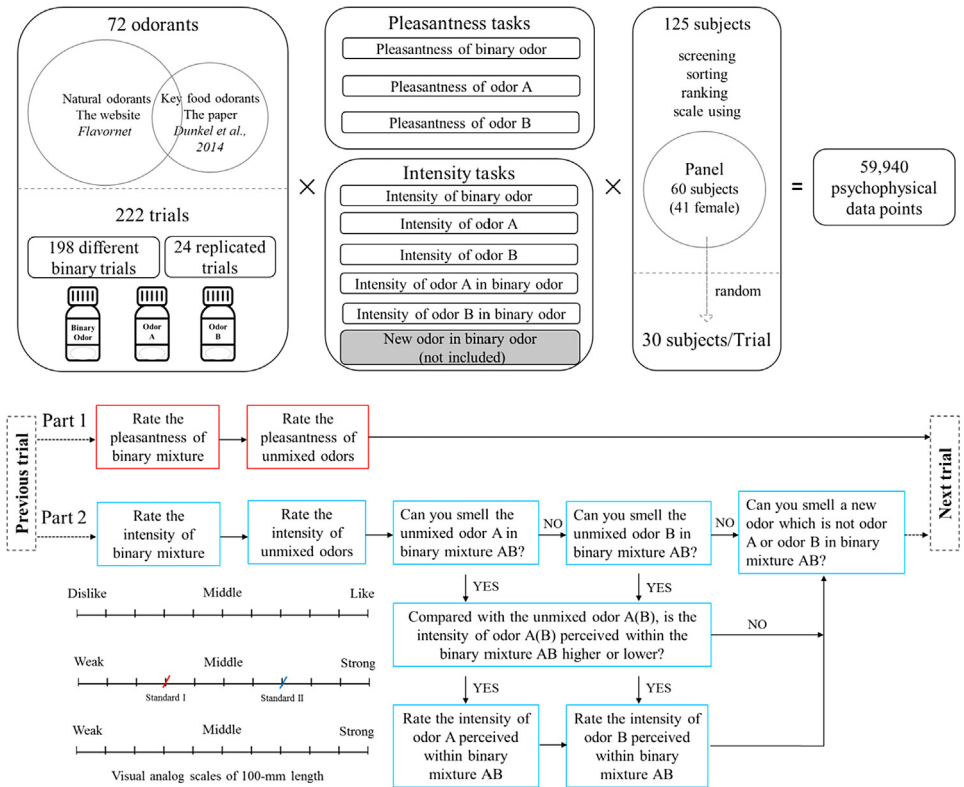 72 odorants
Natural odorants
The website
Flavornet
Key food odorants
The paper
Dunkel et al.,
2014
222 trials
198 different
binary trials
24 replicated
trials
Binary
Odor
Odor
A
Odor
B
×
Pleasantness tasks
Pleasantness of binary odor
Pleasantness of odor A
Pleasantness of odor B
Intensity tasks
Intensity of binary odor
Intensity of odor A
Intensity of odor B
Intensity of odor A in binary odor
Intensity of odor B in binary odor
New odor in binary odor
(not included)
×
125 subjects
screening
sorting
ranking
scale using
Panel
60 subjects
(41 female)
random
30 subjects/Trial
=
59,940
psychophysical
data points
Previous trial
Part 1
Rate the
pleasantness of
binary mixture
Rate the
pleasantness of
unmixed odors
Next trial
Part 2
Rate the
intensity of
binary mixture
Rate the
intensity of
unmixed odors
Can you smell the
unmixed odor A in
binary mixture AB?
NO
Can you smell the
unmixed odor B in
binary mixture AB?
NO
Can you smell a new
odor which is not odor
A or odor B in binary
mixture AB?
YES
YES
Compared with the unmixed odor A(B), is the
intensity of odor A(B) perceived within the
binary mixture AB higher or lower?
NO
YES
YES
Rate the intensity of
odor A perceived
within binary
mixture AB
Rate the intensity of
odor B perceived
within binary
mixture AB
Dislike Middle Like
Weak Middle Strong
Standard I Standard II
Weak Middle Strong
Visual analog scales of 100-mm length